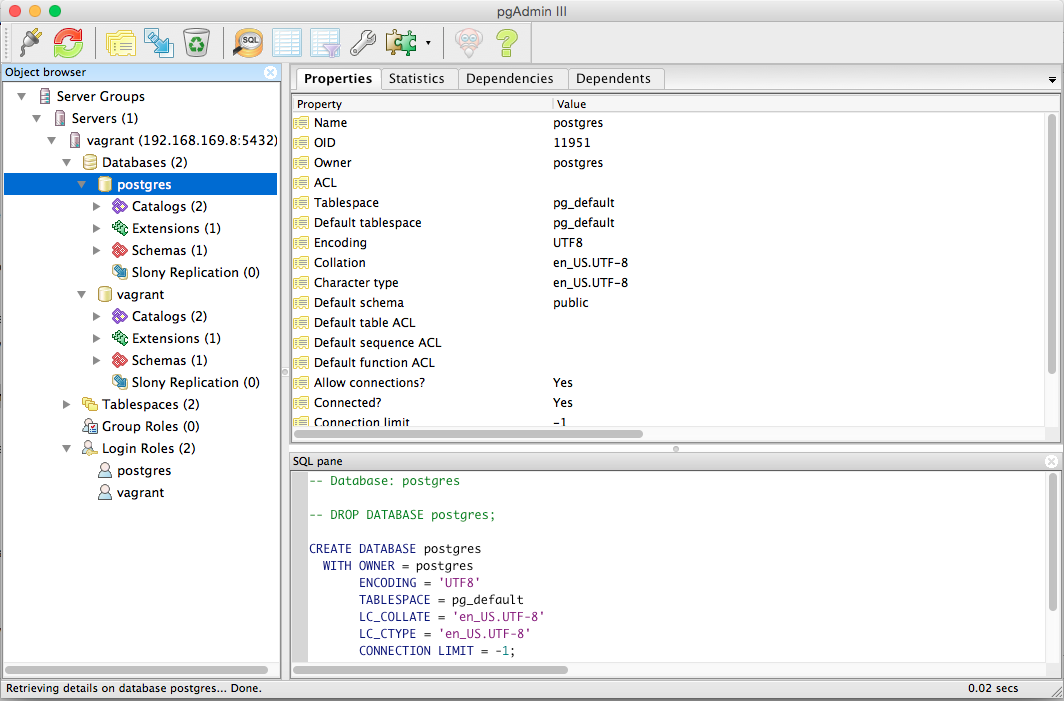 pgAdmin III
SQL
Object browser
Server Groups
Servers (1)
vagrant (192.168.169.8:5432)
Databases (2)
postgres
Catalogs (2)
Extensions (1)
Schemas (1)
Slony Replication (0)
vagrant
Catalogs (2)
Extensions (1)
Schemas (1)
Slony Replication (0)
Tablespaces (2)
Group Roles (0)
Login Roles (2)
postgres
vagrant
Properties Statistics Dependencies Dependents
Property Value
Name postgres
OID 11951
Owner postgres
ACL
Tablespace pg_default
Default tablespace pg_default
Encoding UTF8
Collation en_US.UTF-8
Character type en_US.UTF-8
Default schema public
Default table ACL
Default sequence ACL
Default function ACL
Allow connections? Yes
Connected? Yes
Connection limit -1
SQL pane
-- Database: postgres
-- DROP DATABASE postgres;
CREATE DATABASE postgres
WITH OWNER = postgres
ENCODING = 'UTF8'
TABLESPACE = pg_default
LC_COLLATE = 'en_US.UTF-8'
LC_CTYPE = 'en_US.UTF-8'
CONNECTION LIMIT = -1;
Retrieving details on database postgres... Done. 0.02 secs